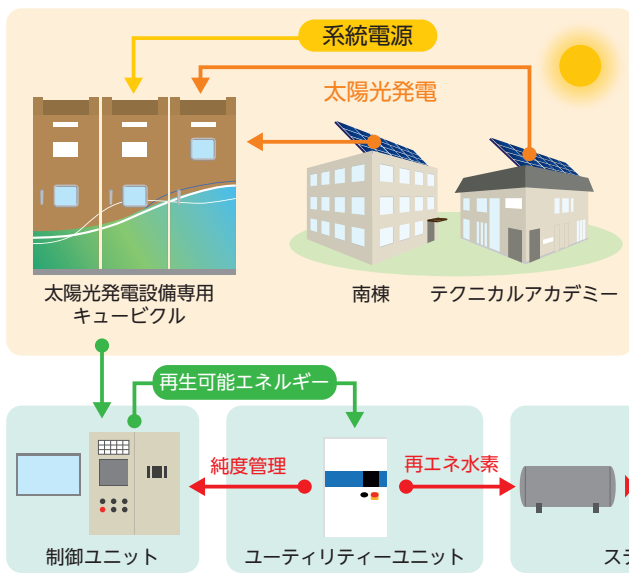 系統電源
太陽光発電
太陽光発電設備専用
キュービクル
南棟
テクニカルアカデミー
再生可能エネルギー
純度管理
再エネ水素
制御ユニット
ユーティリティーユニット